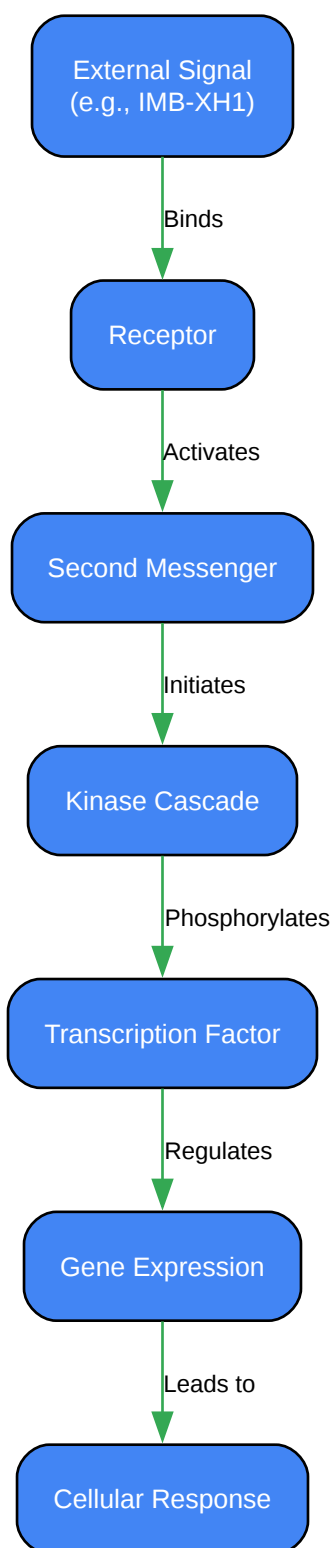 External Signal
(e.g., IMB-XH1)
Binds
Receptor
Activates
Second Messenger
Initiates
Kinase Cascade
Phosphorylates
Transcription Factor
Regulates
Gene Expression
Leads to
Cellular Response